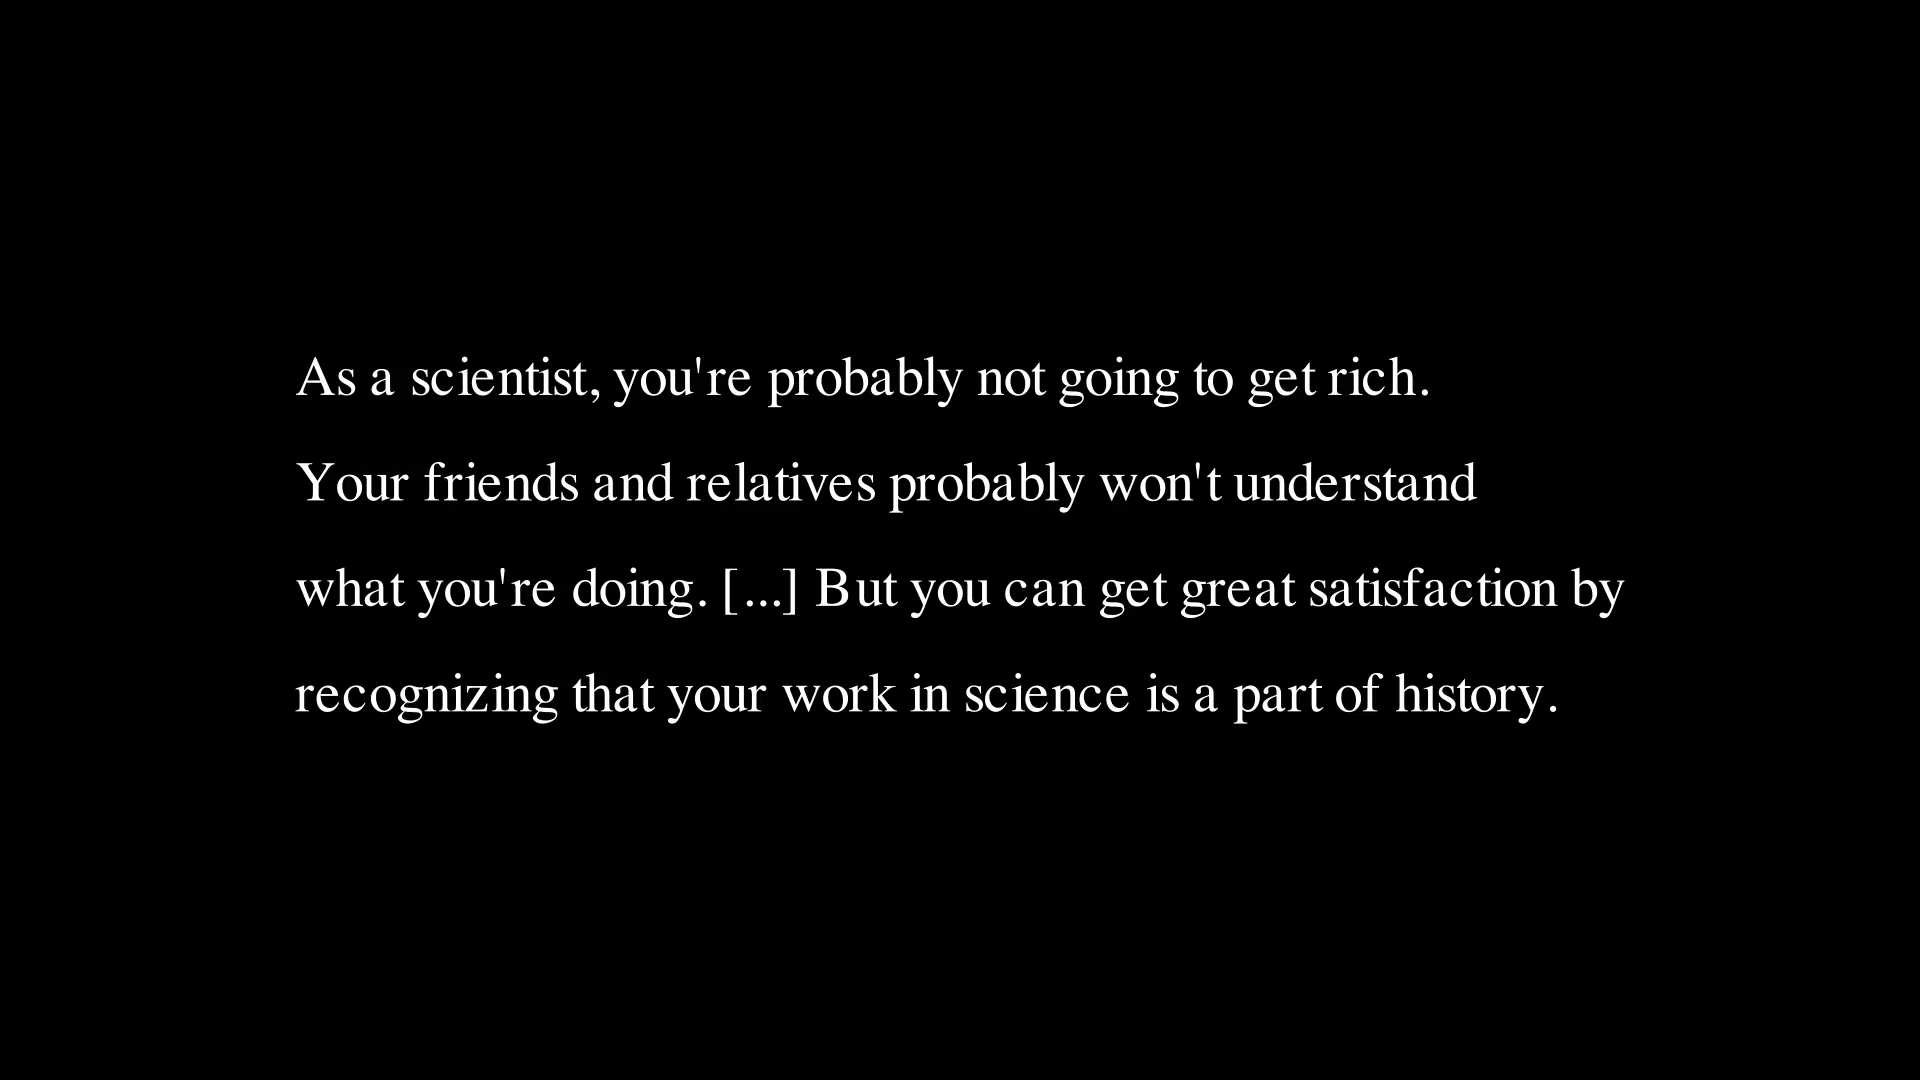 As a scientist, you're probably not going to get rich.
Your friends and relatives probably won't understand
what you're doing. [...] But you can get great satisfaction by
recognizing that your work in science is a part of history.